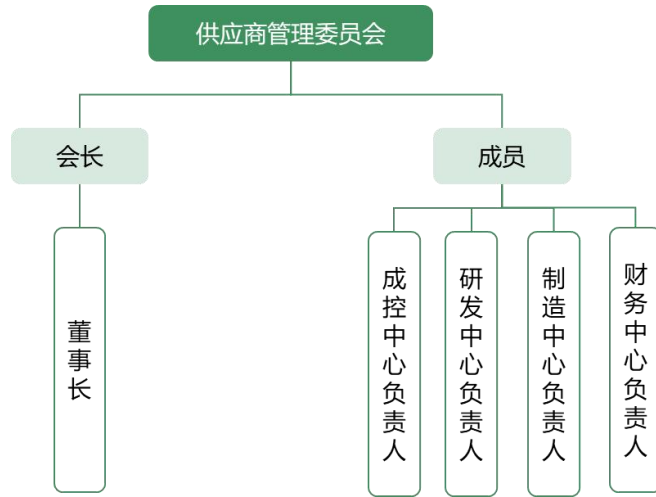 供应商管理委员会
会长
成员
董事长
成控中心负责人
研发中心负责人
制造中心负责人
财务中心负责人